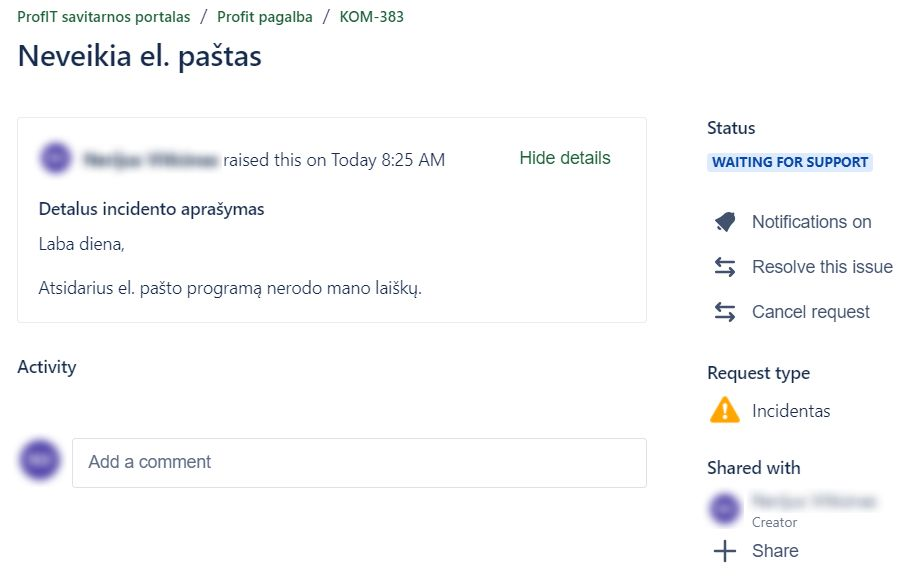 ProfIT savitarnos portalas / Profit pagalba / KOM-383
Neveikia el. paštas
raised this on Today 8:25 AM
Hide details
Detalus incidento aprašymas
Laba diena,
Atsidarius el. pašto programą nerodo mano laiškų.
Activity
Add a comment
Status
WAITING FOR SUPPORT
Notifications on
Resolve this issue
Cancel request
Request type
Incidentas
Shared with
Creator
Share